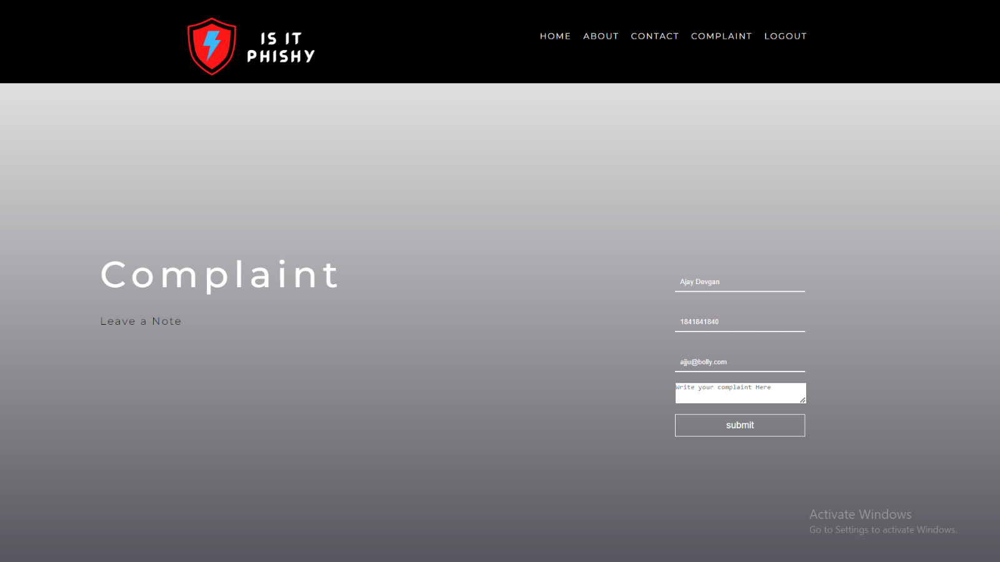 IS IT
PHISHY
HOME ABOUT CONTACT COMPLAINT LOGOUT
Complaint
Leave a Note
Ajay Devgan
1841841840
ajju@bolly.com
Write your complaint Here
submit
Activate Windows
Go to Settings to activate Windows.